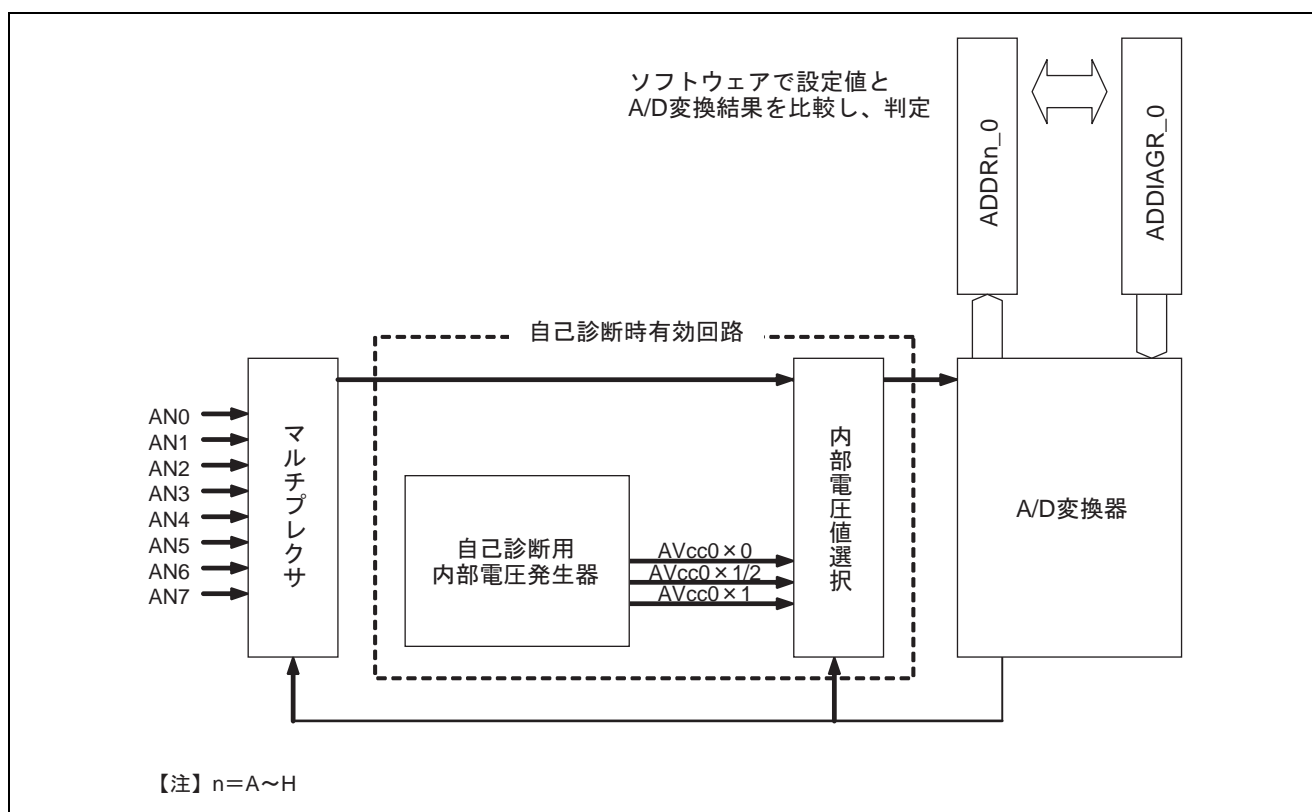 ソフトウェアで設定値と
A/D変換結果を比較し、判定
ADDRn_0
ADDIAGR_0
自己診断時有効回路
AN0
AN1
AN2
AN3
AN4
AN5
AN6
AN7
マルチプレクサ
自己診断用
内部電圧発生器
AVcc0×0
AVcc0×1/2
AVcc0×1
内部電圧値選択
A/D変換器
【注】n＝A～H